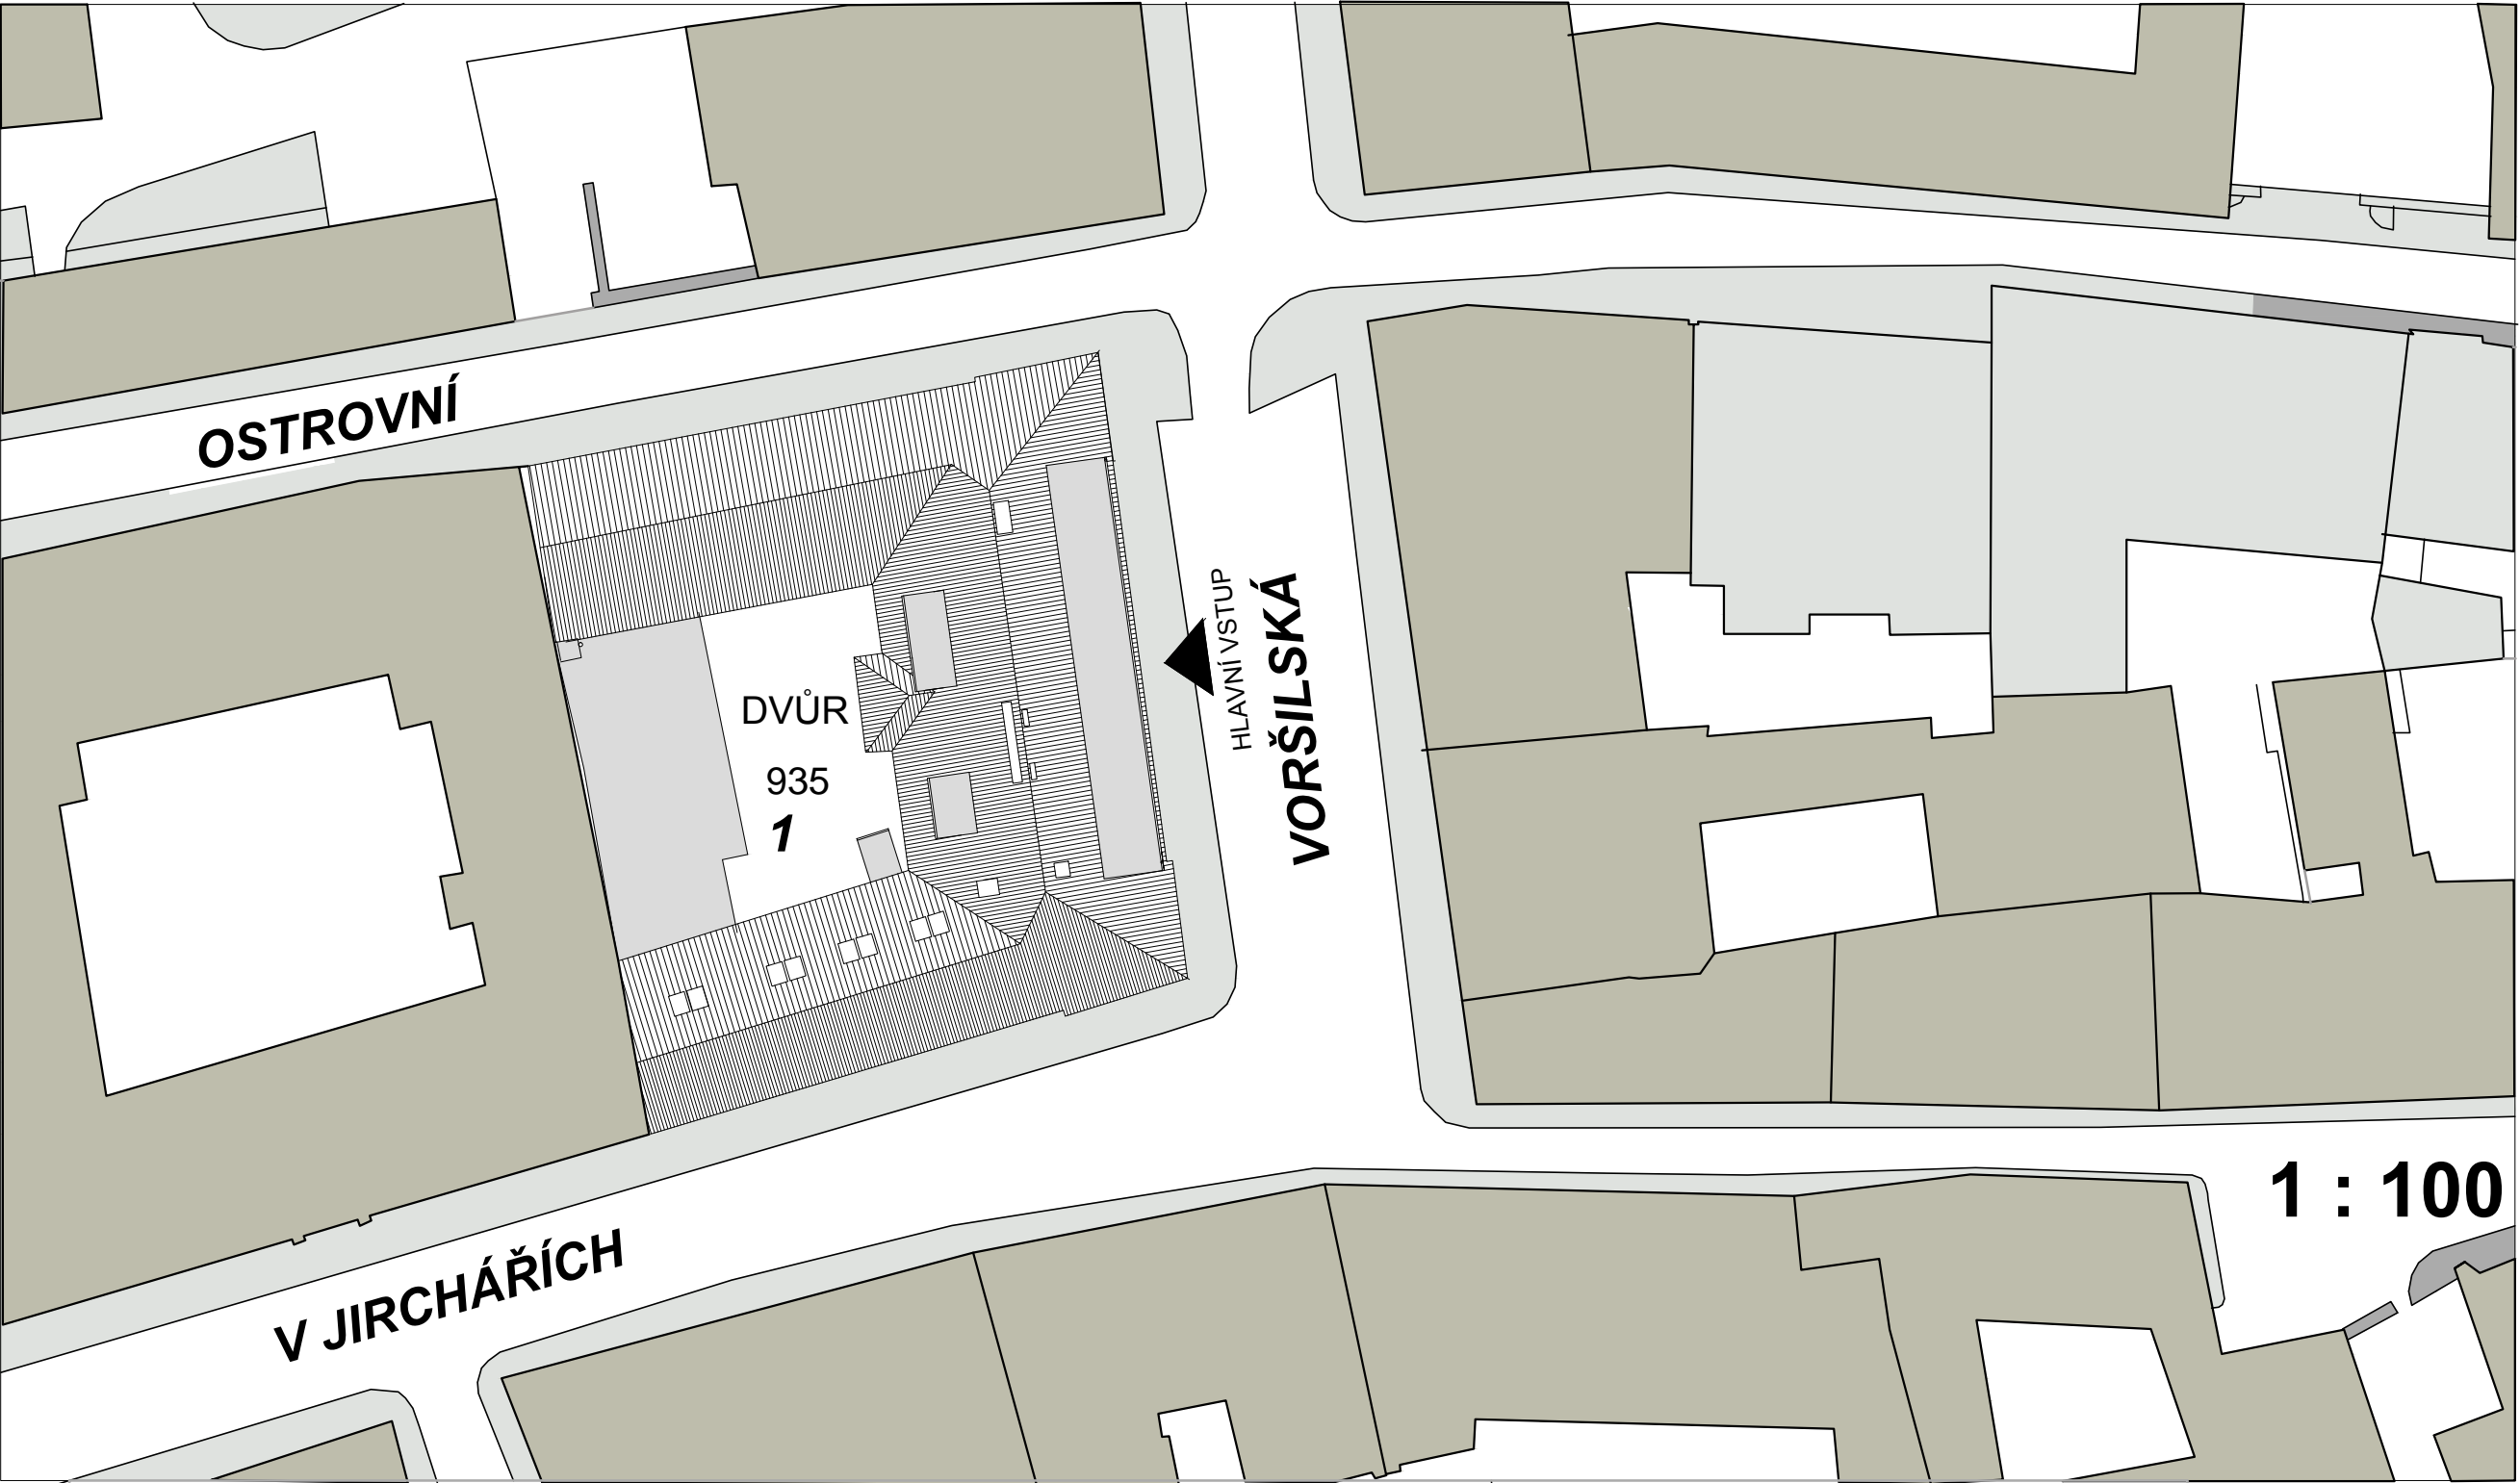 OSTROVNÍ
HLAVNÍ VSTUP
VORŠILSKÁ
DVŮR
935
1
1 : 100
V JIRCHÁŘÍCH